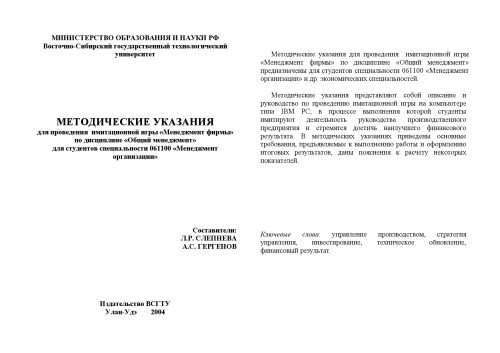 МИНИСТЕРСТВО ОБРАЗОВАНИЯ И НАУКИ РФ
Восточно-Сибирский государственный технологический
университет
МЕТОДИЧЕСКИЕ УКАЗАНИЯ
для проведения имитационной игры «Менеджмент фирмы»
по дисциплине «Общий менеджмент»
для студентов специальности 061100 «Менеджмент
организации»
Составители:
Л.Р. СЛЕПНЕВА
А.С. ГЕРГЕНОВ
Издательство ВСГТУ
Улан-Удэ 2004
Методические указания для проведения имитационной игры
«Менеджмент фирмы» по дисциплине «Общий менеджмент»
предназначены для студентов специальности 061100 «Менеджмент
организации» и др. экономических специальностей.
Методические указания представляют собой описание и
руководство по проведению имитационной игры на компьютере
типа IBM PC, в процессе выполнения которой студенты
имитируют деятельность руководства производственного
предприятия и стремятся достичь наилучшего финансового
результата. В методических указаниях приведены основные
требования, предъявляемые к выполнению работы и оформлению
итоговых результатов, даны пояснения к расчету некоторых
показателей.
Ключевые слова: управление производством, стратегия
управления, инвестирование, техническое обновление,
финансовый результат.